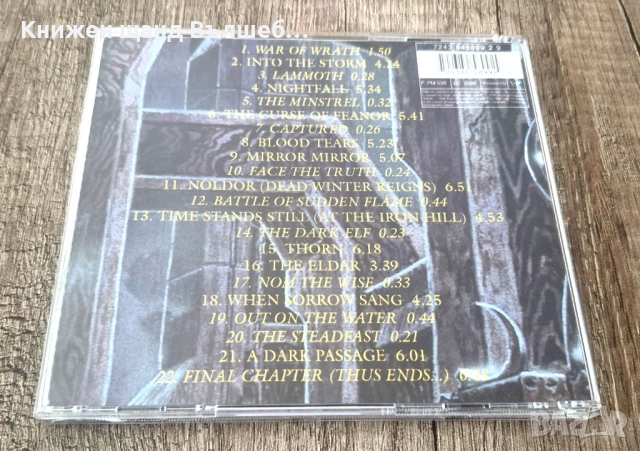 Книжен щанд Вълшеб...
1. WAR OF WRATH 1.50
2. INTO THE STORM 4.24
3. LAMMOTH 0.28
4. NIGHTFALL 5.34
5. THE MINSTREL 0.32
6. THE CURSE OF FEANOR 5.41
7. CAPTURED 0.26
8. BLOOD TEARS 5.23
9. MIRROR MIRROR 5.07
10. FACE THE TRUTH 0.24
11. NOLDOR (DEAD WINTER REIGNS) 6.51
12. BATTLE OF SUDDEN FLAME 0.44
13. TIME STANDS STILL (AT THE IRON HILL) 4.53
14. THE DARK ELF 0.23
15. THORN 6.18
16. THE ELDAR 3.39
17. NOM THE WISE 0.33
18. WHEN SORROW SANG 4.25
19. OUT ON THE WATER 0.44
20. THE STEADFAST 0.21
21. A DARK PASSAGE 6.01
22. FINAL CHAPTER (THUS ENDS...)
BAZAR